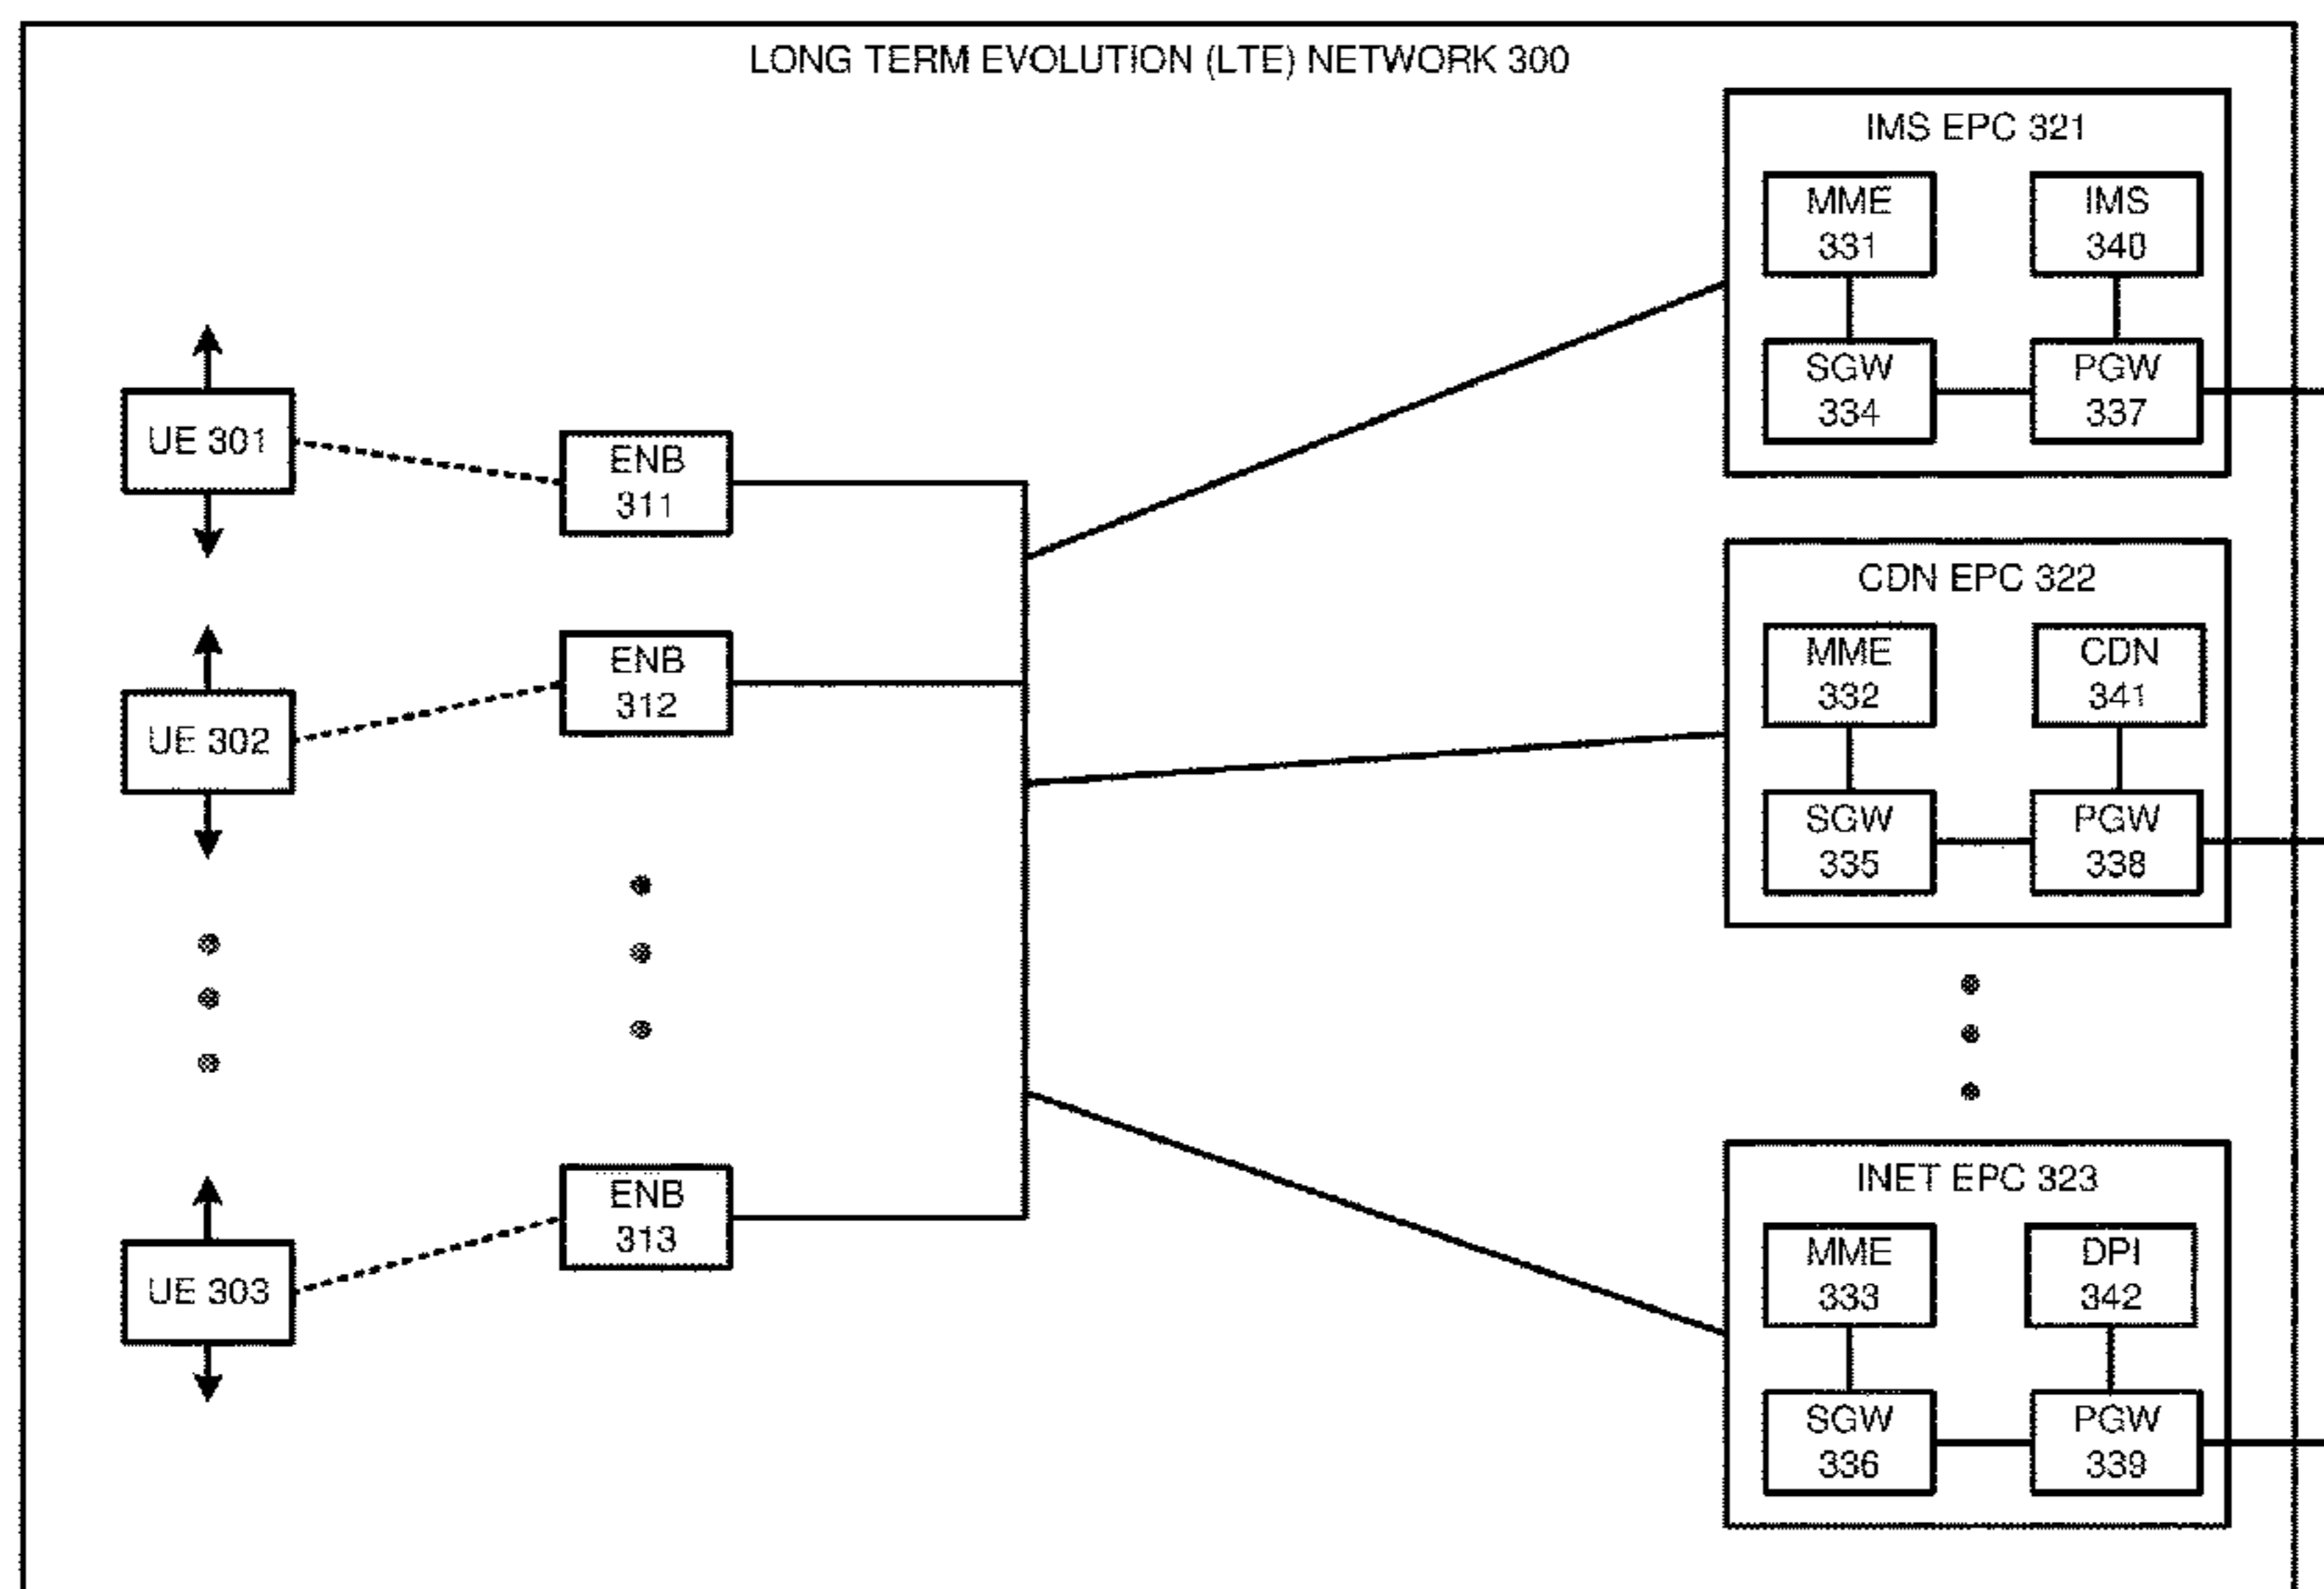 LONG TERM EVOLUTION (LTE) NETWORK 300
IMS EPC 321
MME
331
IMS
340
SGW
334
PGW
337
UE 301
ENB
311
CDN EPC 322
MME
332
CDN
341
SGW
335
PGW
338
UE 302
ENB
312
INET EPC 323
MME
333
DPI
342
SGW
336
PGW
339
UE 303
ENB
313